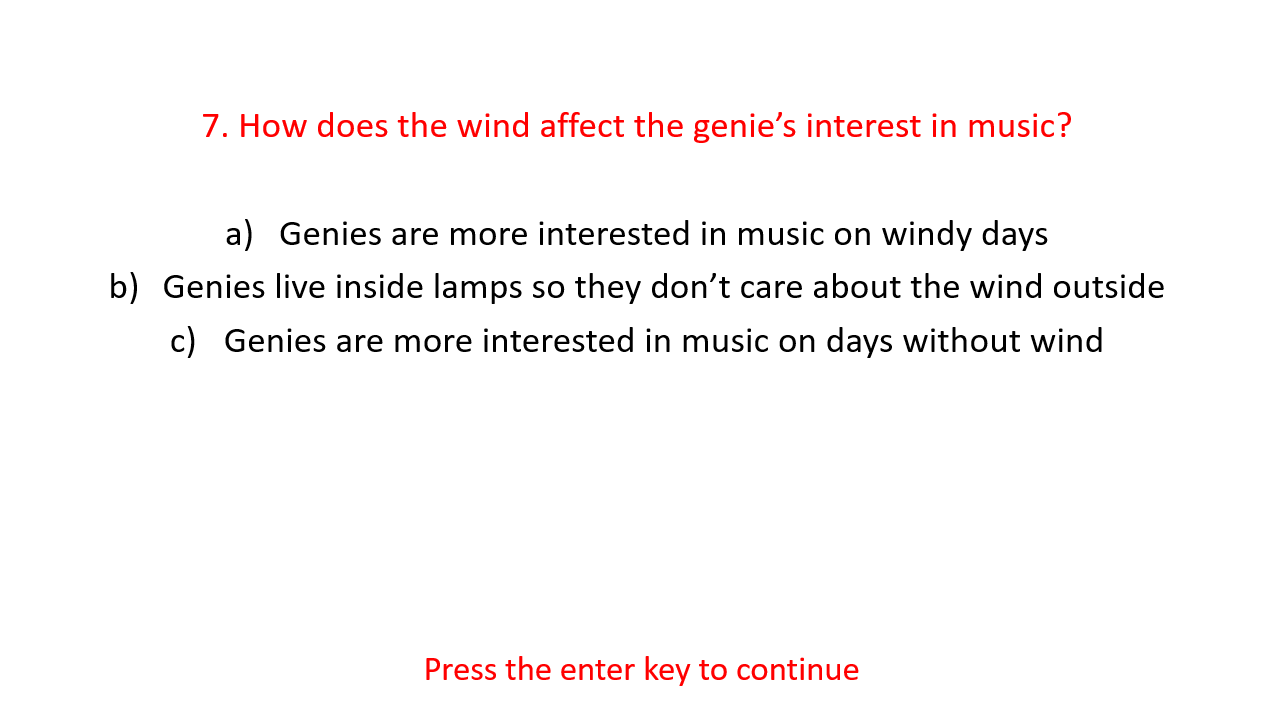 7. How does the wind affect the genie’s interest in music?
a) Genies are more interested in music on windy days
b) Genies live inside lamps so they don’t care about the wind outside
c) Genies are more interested in music on days without wind
Press the enter key to continue